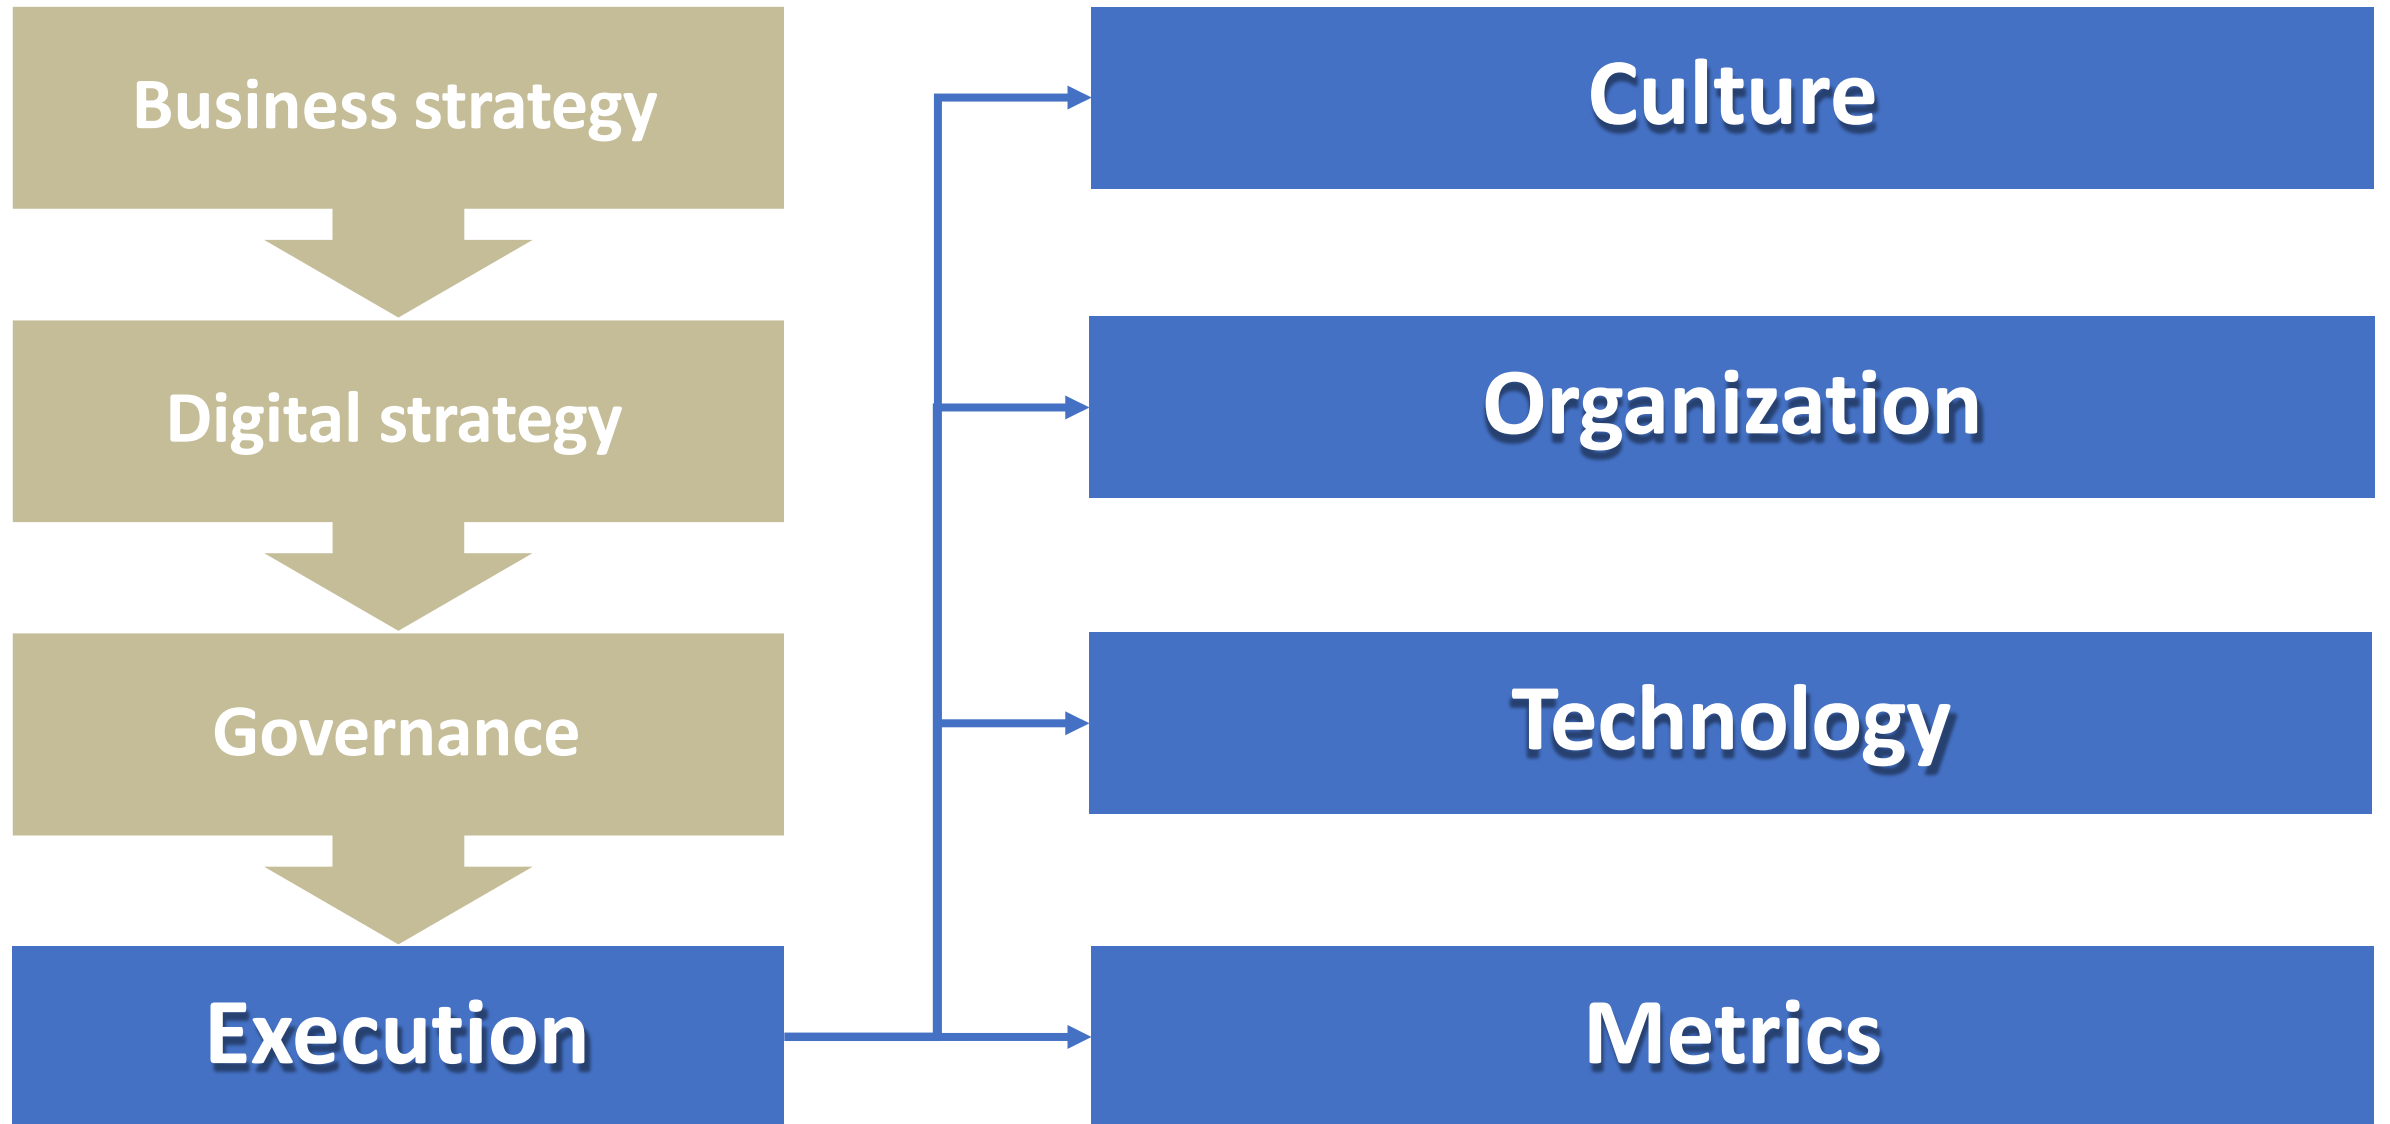 Business strategy
Digital strategy
Governance
Execution
Culture
Organization
Technology
Metrics